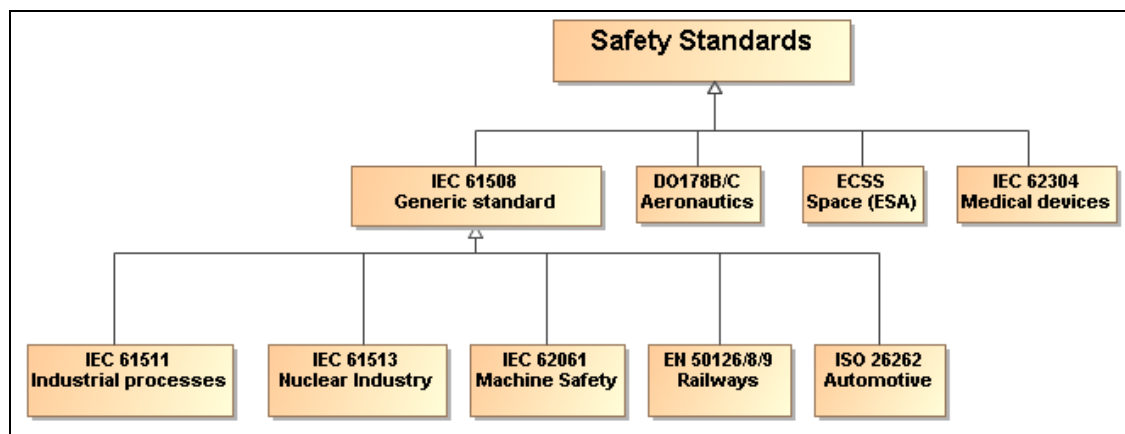 Safety Standards
IEC 61508
Generic standard
DO178B/C
Aeronautics
ECSS
Space (ESA)
IEC 62304
Medical devices
IEC 61511
Industrial processes
IEC 61513
Nuclear Industry
IEC 62061
Machine Safety
EN 50126/8/9
Railways
ISO 26262
Automotive